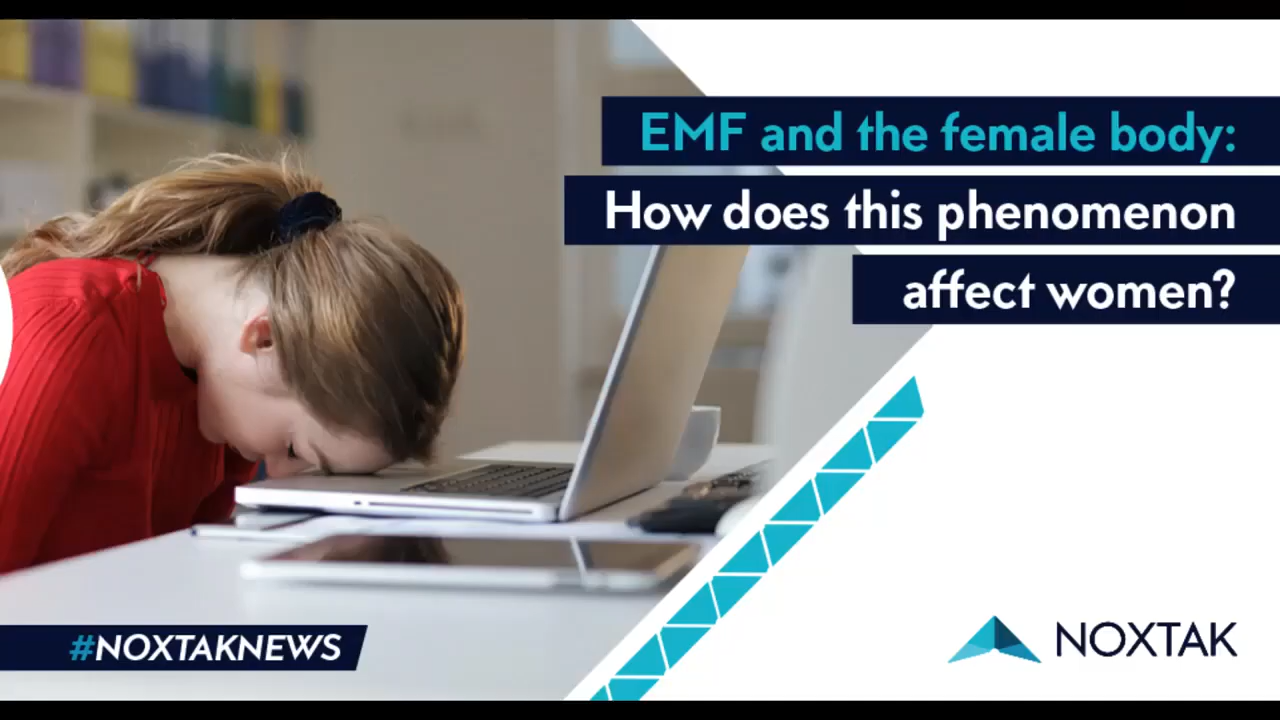 EMF and the female body:
How does this phenomenon
affect women?
#NOXTAKNEWS
NOXTAK